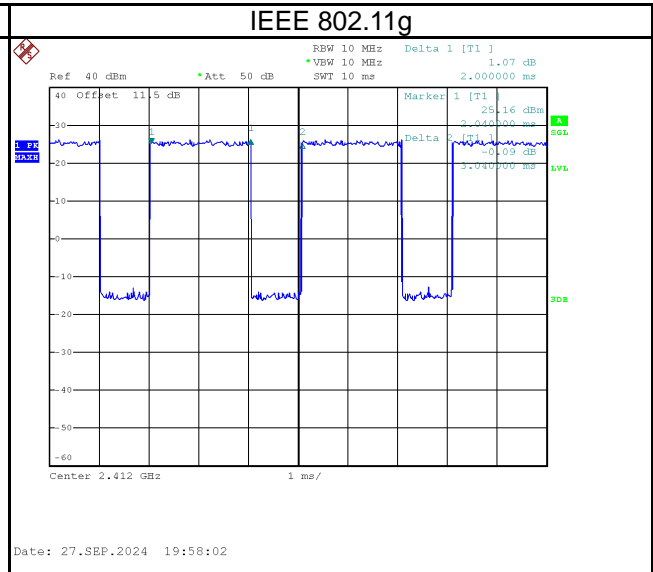 IEEE 802.11g
R S
RBW 10 MHz Delta 1 [T1 ]
*VBW 10 MHz 1.07 dB
Ref 40 dBm *Att 50 dB SWT 10 ms 2.000000 ms
40 Offset 11.5 dB Marker 1 [T1 ]
25.16 dBm
2.040000 ms
A
SGL
30
1 1 2
Delta 2 [T1 ]
-0.09 dB
3.040000 ms
1 PK
MAXH
20
LVL
10
0
-10
3DB
-20
-30
-40
-50
-60
Center 2.412 GHz 1 ms/
Date: 27.SEP.2024 19:58:02